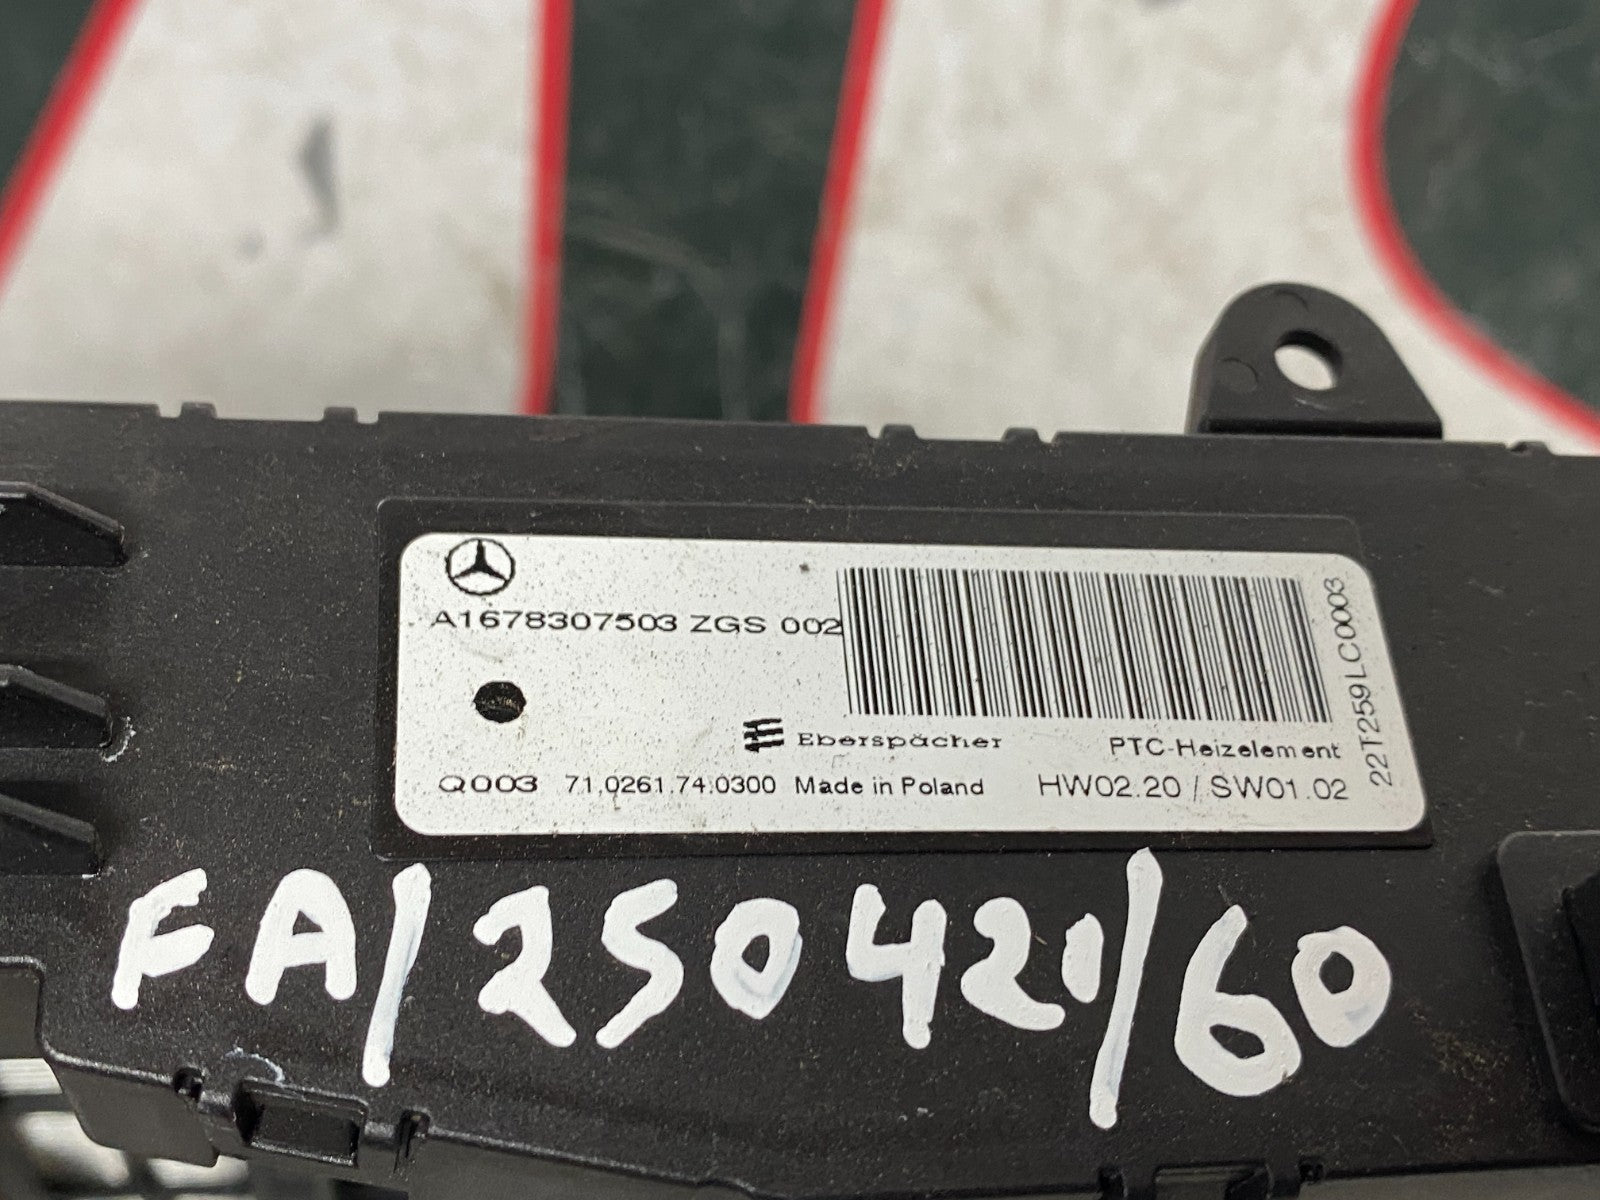 A1678307503 ZGS 002
Eberspächer
PTC-Heizelement
Q003 71.0261.74.0300 Made in Poland HW02.20 / SW01.02
22T259LC0003
FA/250421/60